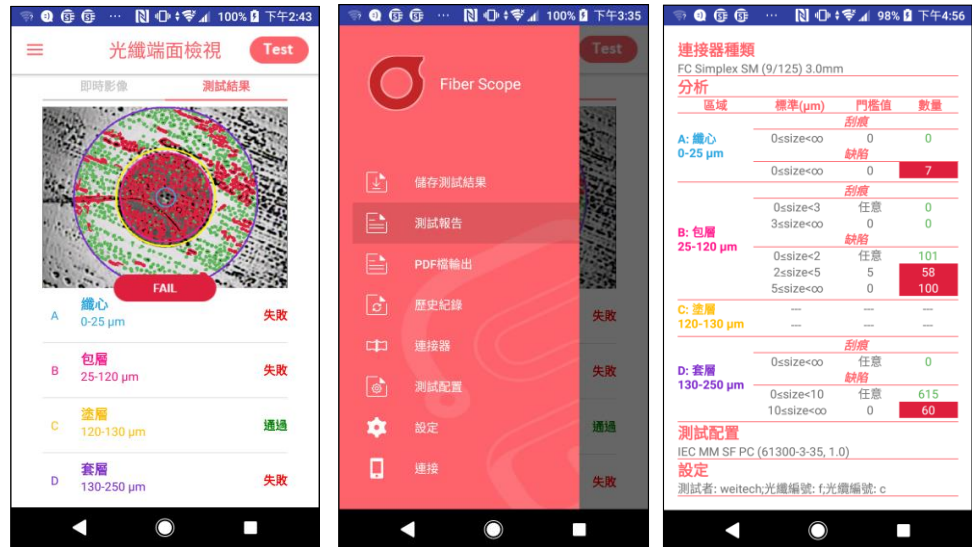 100% 下午2:43
光纖端面檢視
Test
即時影像
測試結果
FAIL
A
纖心
0-25 μm
失敗
B
包層
25-120 μm
失敗
C
塗層
120-130 μm
通過
D
套層
130-250 μm
失敗
100% 下午3:35
Test
Fiber Scope
儲存測試結果
測試報告
PDF檔輸出
歷史紀錄
失敗
連接器
測試配置
失敗
設定
通過
連接
失敗
98% 下午4:56
連接器種類
FC Simplex SM (9/125) 3.0mm
分析
區域 標準(μm) 門檻值 數量
刮痕
A: 纖心
0-25 μm
0≤size<∞ 0 0
缺陷
0≤size<∞ 0 7
刮痕
0≤size<3 任意 0
3≤size<∞ 0 0
B: 包層
25-120 μm
缺陷
0≤size<2 任意 101
2≤size<5 5 58
5≤size<∞ 0 100
C: 塗層
120-130 μm
--- --- ---
--- --- ---
刮痕
0≤size<∞ 任意 0
D: 套層
130-250 μm
缺陷
0≤size<10 任意 615
10≤size<∞ 0 60
測試配置
IEC MM SF PC (61300-3-35, 1.0)
設定
測試者: weitech;光纖編號: f;光纜編號: c